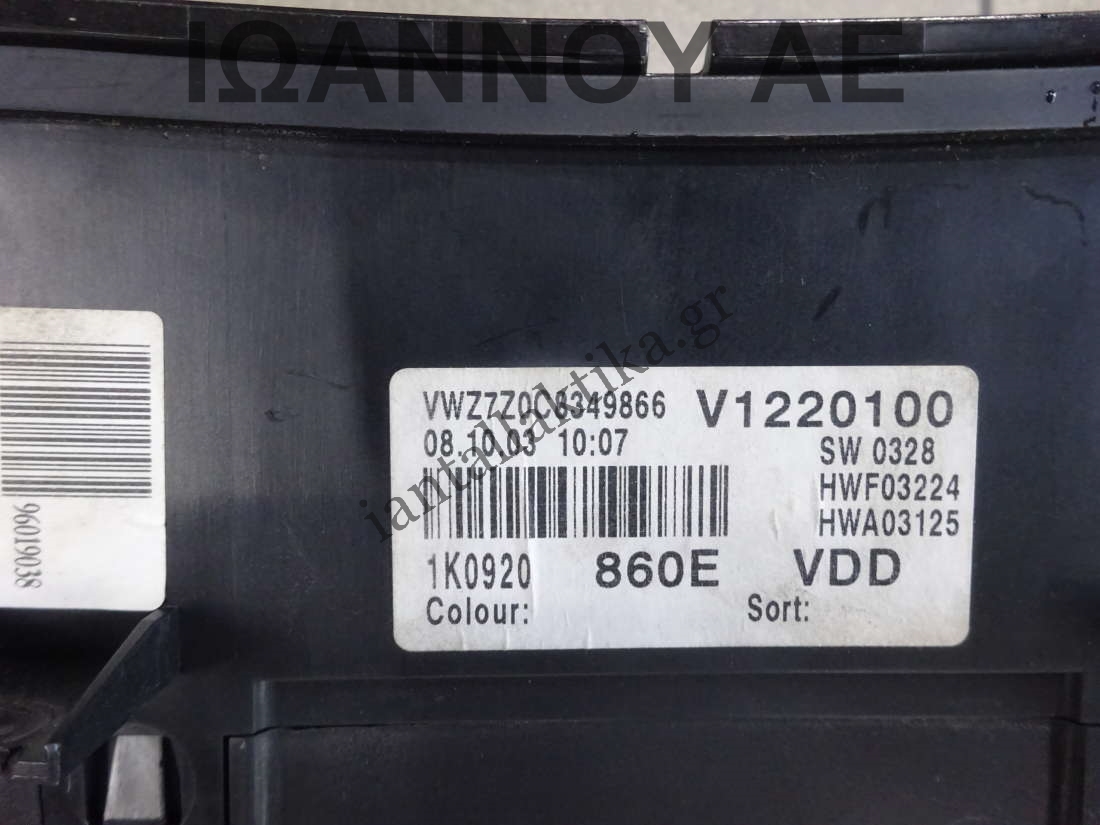 ΙΩΑΝΝΟΥ ΑΕ
iantallaktika.gr
96019038
VWZ7Z0C8349866 V1220100
08.10.03 10:07 SW 0328
HWF03224
HWA03125
1K0920 860E VDD
Colour: Sort: